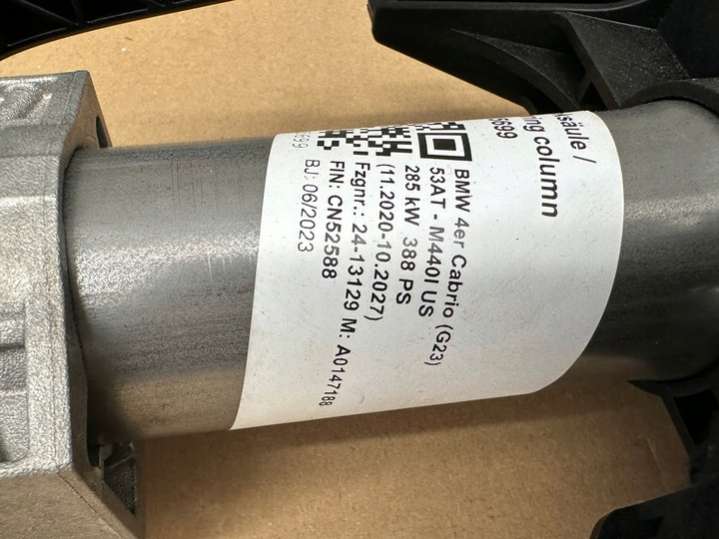 säule /
ing column
BMW 4er Cabrio (G23)
53AT - M440I US
285 kW 388 PS
(11.2020-10.2027)
Fzgnr.: 24-13129 M: A0147188
FIN: CN52588
BJ: 06/2023